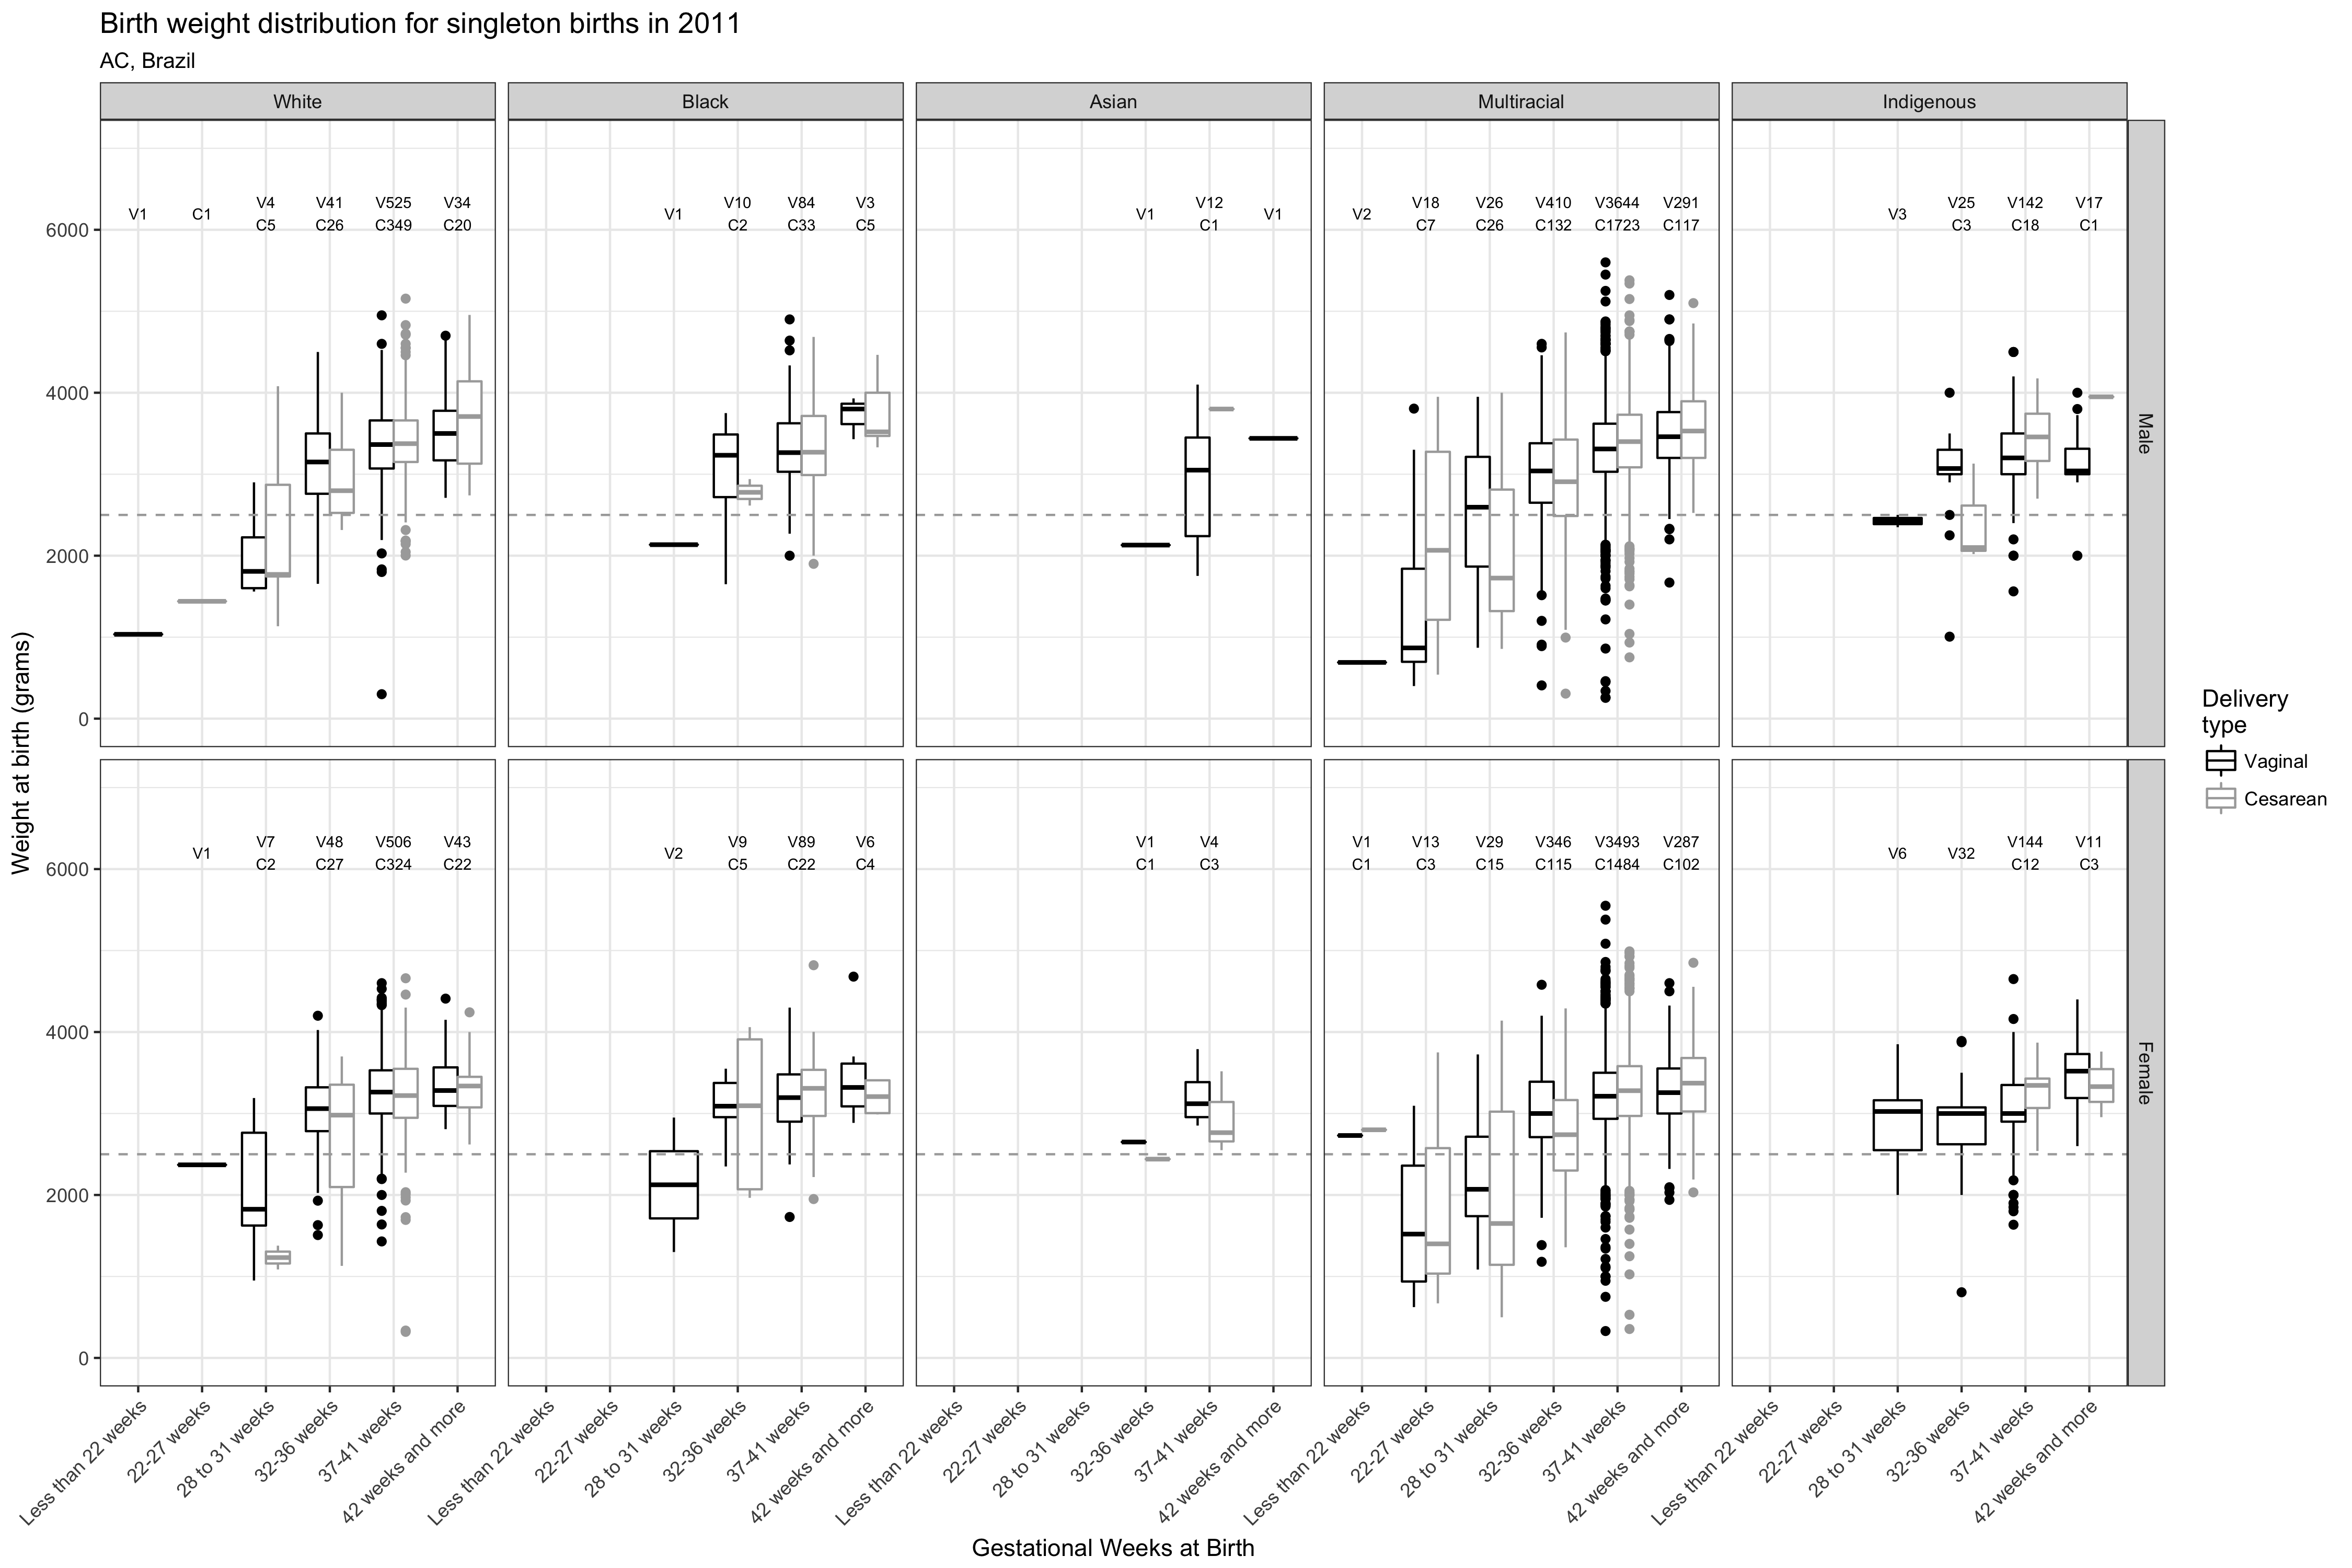 Birth weight distribution for singleton births in 2011
AC, Brazil
White Black Asian Multiracial Indigenous
V4 V41 V525 V34 V10 V84 V3 V12 V18 V26 V410 V3644 V291 V25 V142 V17
V1 C1 V1 V1 V1 V2 V3
C5 C26 C349 C20 C2 C33 C5 C1 C7 C26 C132 C1723 C117 C3 C18 C1
6000
4000
2000
0
Male
V7 V48 V506 V43 V9 V89 V6 V1 V4 V1 V13 V29 V346 V3493 V287 V144 V11
V1 V2 V6 V32
C2 C27 C324 C22 C5 C22 C4 C1 C3 C1 C3 C15 C115 C1484 C102 C12 C3
6000
4000
2000
0
Female
Weight at birth (grams)
Less than 22 weeks
22-27 weeks
28 to 31 weeks
32-36 weeks
37-41 weeks
42 weeks and more
Less than 22 weeks
22-27 weeks
28 to 31 weeks
32-36 weeks
37-41 weeks
42 weeks and more
Less than 22 weeks
22-27 weeks
28 to 31 weeks
32-36 weeks
37-41 weeks
42 weeks and more
Less than 22 weeks
22-27 weeks
28 to 31 weeks
32-36 weeks
37-41 weeks
42 weeks and more
Less than 22 weeks
22-27 weeks
28 to 31 weeks
32-36 weeks
37-41 weeks
42 weeks and more
Gestational Weeks at Birth
Delivery
type
Vaginal
Cesarean